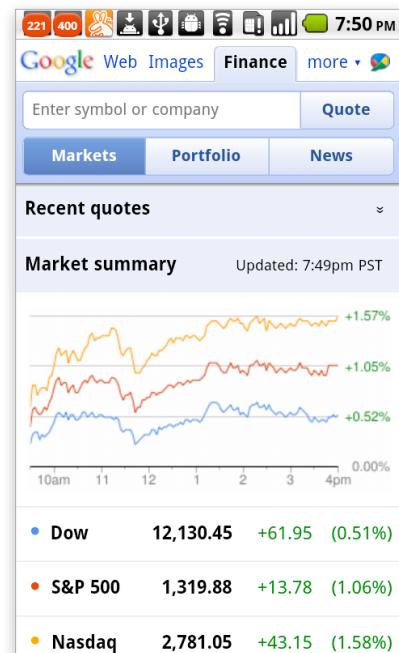 221 400 7:50 PM
Google Web Images Finance more ▾
Enter symbol or company Quote
Markets Portfolio News
Recent quotes
Market summary Updated: 7:49pm PST
+1.57%
+1.05%
+0.52%
0.00%
10am 11 12 1 2 3 4pm
Dow 12,130.45 +61.95 (0.51%)
S&P 500 1,319.88 +13.78 (1.06%)
Nasdaq 2,781.05 +43.15 (1.58%)